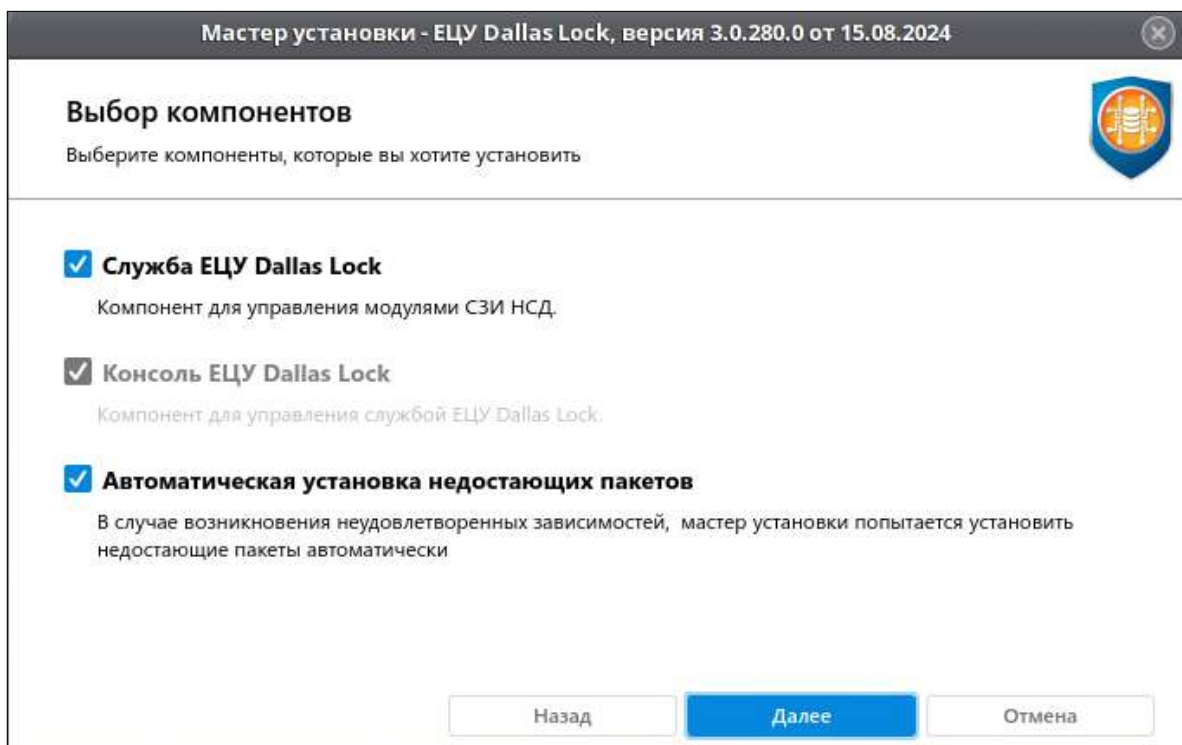 Мастер установки - ЕЦУ Dallas Lock, версия 3.0.280.0 от 15.08.2024
Выбор компонентов
Выберите компоненты, которые вы хотите установить
Служба ЕЦУ Dallas Lock
Компонент для управления модулями СЗИ НСД.
Консоль ЕЦУ Dallas Lock
Компонент для управления службой ЕЦУ Dallas Lock.
Автоматическая установка недостающих пакетов
В случае возникновения неудовлетворенных зависимостей, мастер установки попытается установить
недостающие пакеты автоматически
Назад Далее Отмена